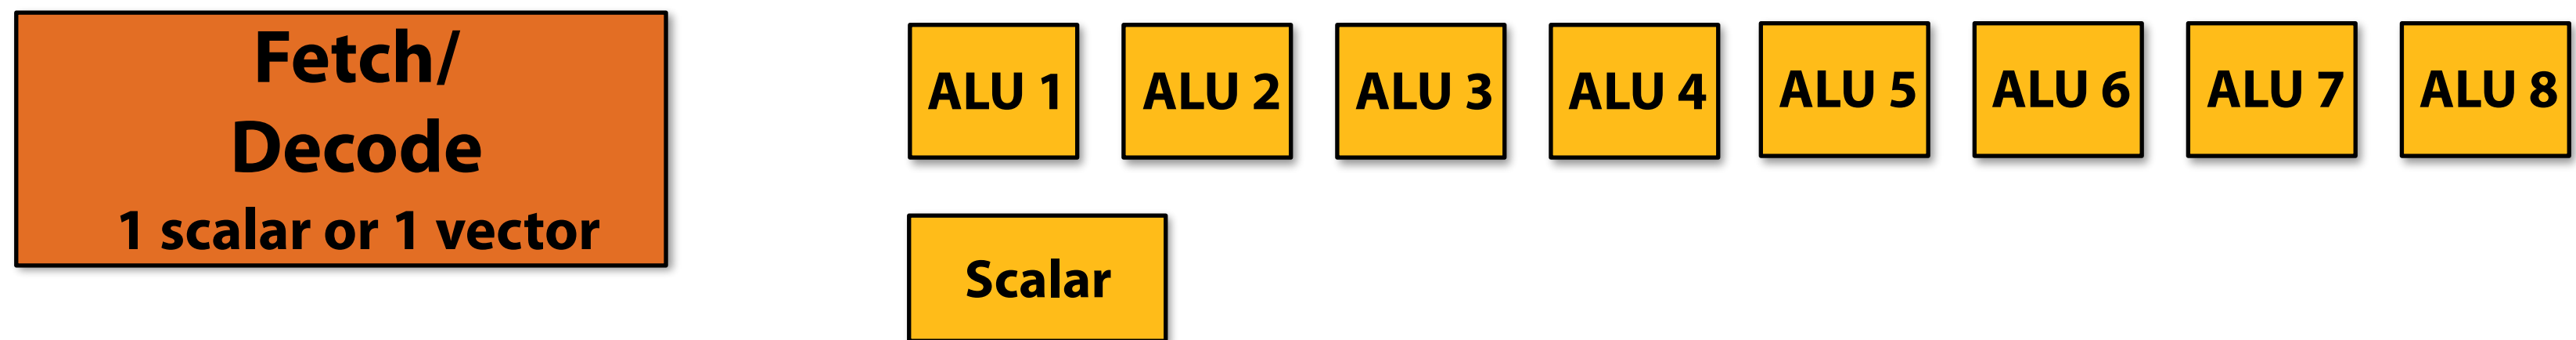 Fetch/
Decode
1 scalar or 1 vector
ALU 1
ALU 2
ALU 3
ALU 4
ALU 5
ALU 6
ALU 7
ALU 8
Scalar